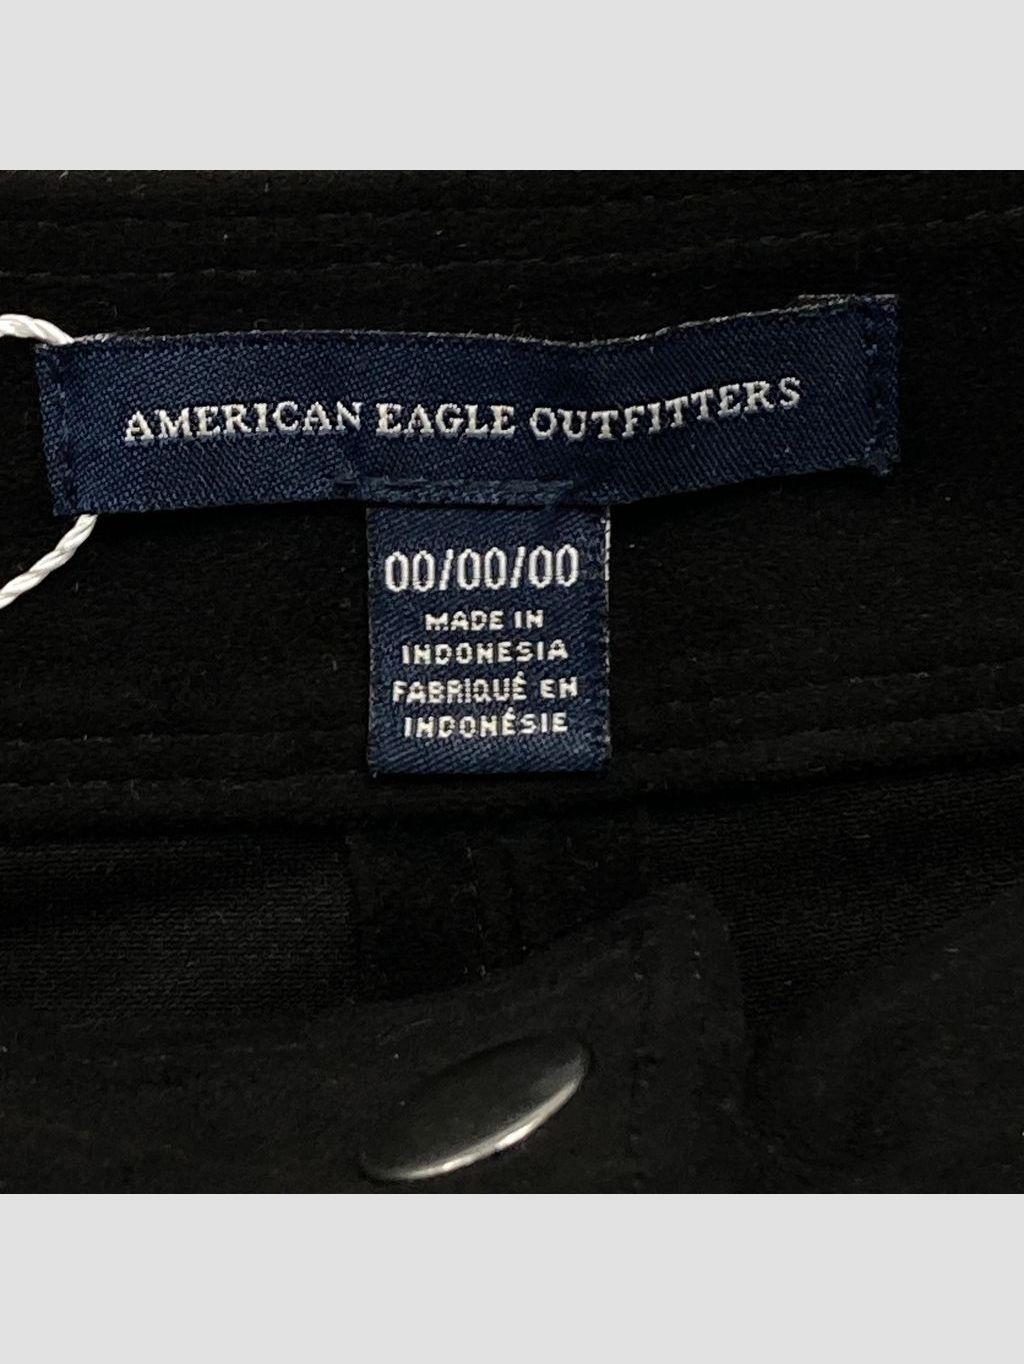 AMERICAN EAGLE OUTFITTERS
00/00/00
MADE IN
INDONESIA
FABRIQUÉ EN
INDONÉSIE